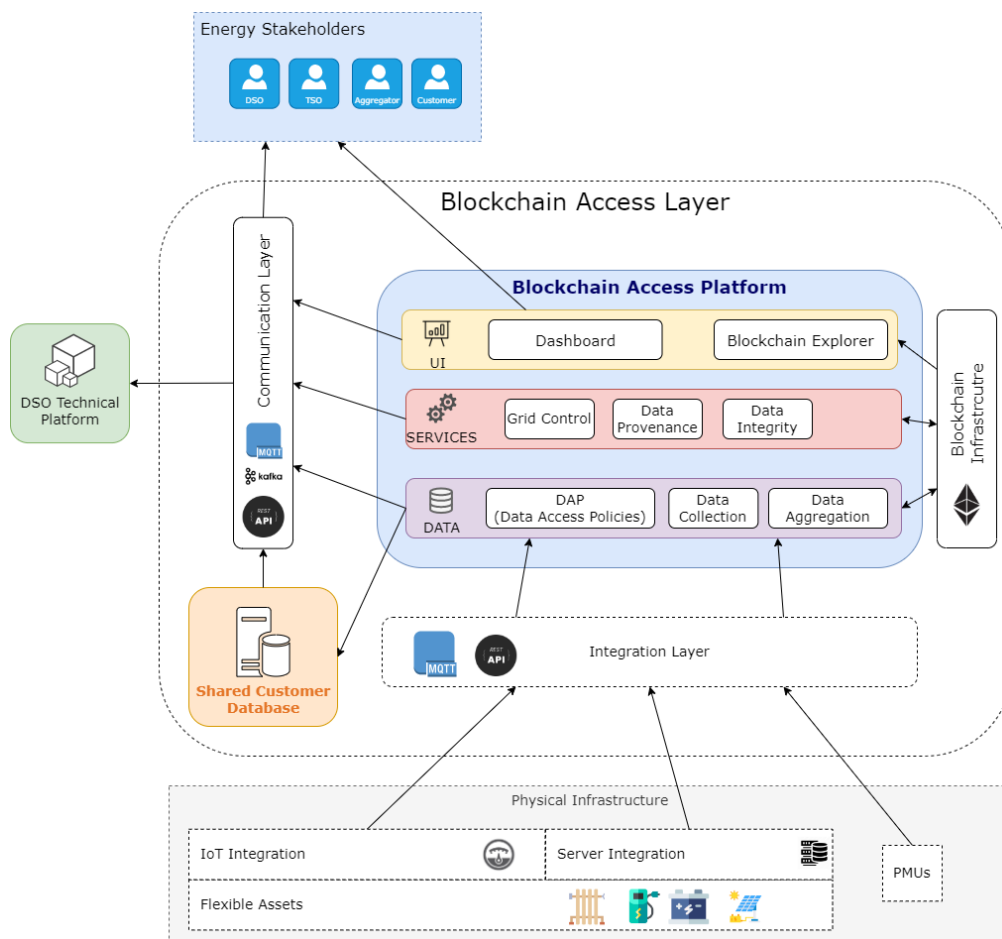 Energy Stakeholders
DSO
TSO
Aggregator
Customer
Blockchain Access Layer
Communication Layer
MQTT
kafka
REST
API
Blockchain Access Platform
UI
Dashboard
Blockchain Explorer
SERVICES
Grid Control
Data
Provenance
Data
Integrity
DATA
DAP
(Data Access Policies)
Data
Collection
Data
Aggregation
Blockchain
Infrastrcutre
DSO Technical
Platform
Shared Customer
Database
MQTT
REST
API
Integration Layer
Physical Infrastructure
IoT Integration
Server Integration
PMUs
Flexible Assets